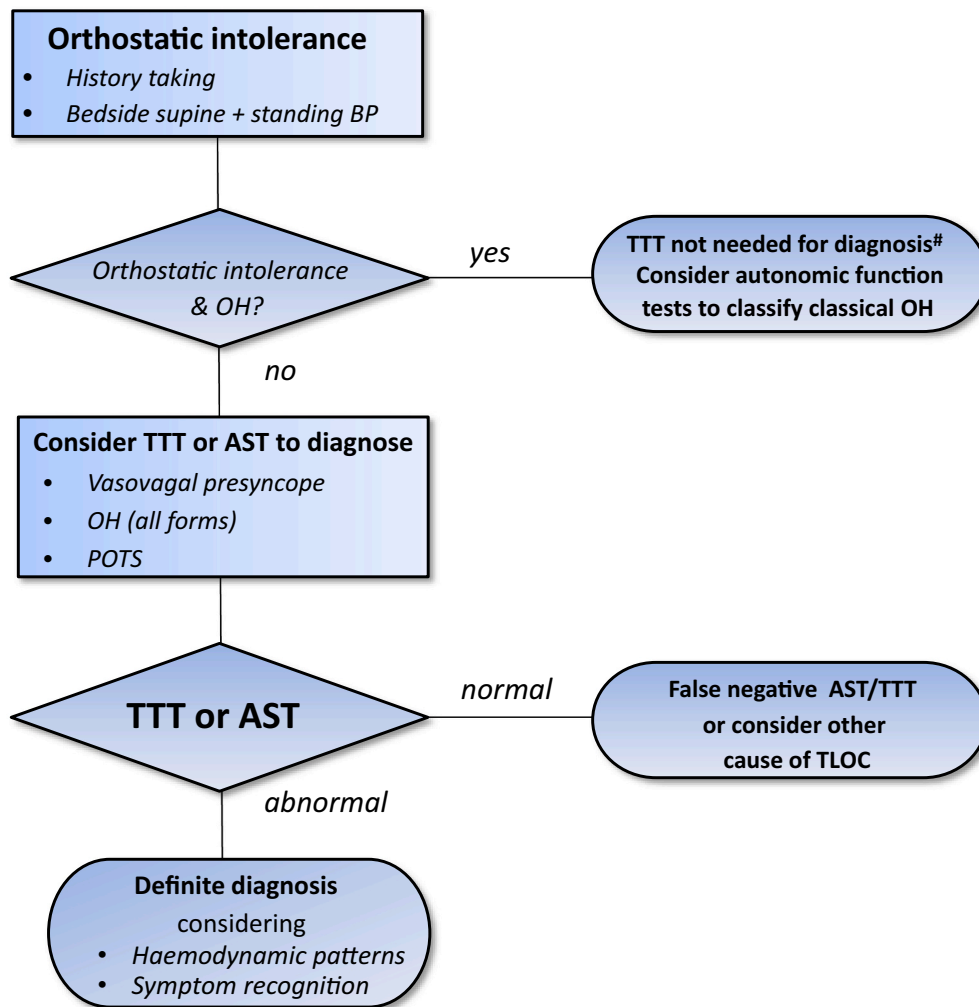 Orthostatic intolerance
• History taking
• Bedside supine + standing BP
Orthostatic intolerance
& OH?
yes
TTT not needed for diagnosis#
Consider autonomic function
tests to classify classical OH
no
Consider TTT or AST to diagnose
• Vasovagal presyncope
• OH (all forms)
• POTS
TTT or AST
normal
False negative AST/TTT
or consider other
cause of TLOC
abnormal
Definite diagnosis
considering
• Haemodynamic patterns
• Symptom recognition